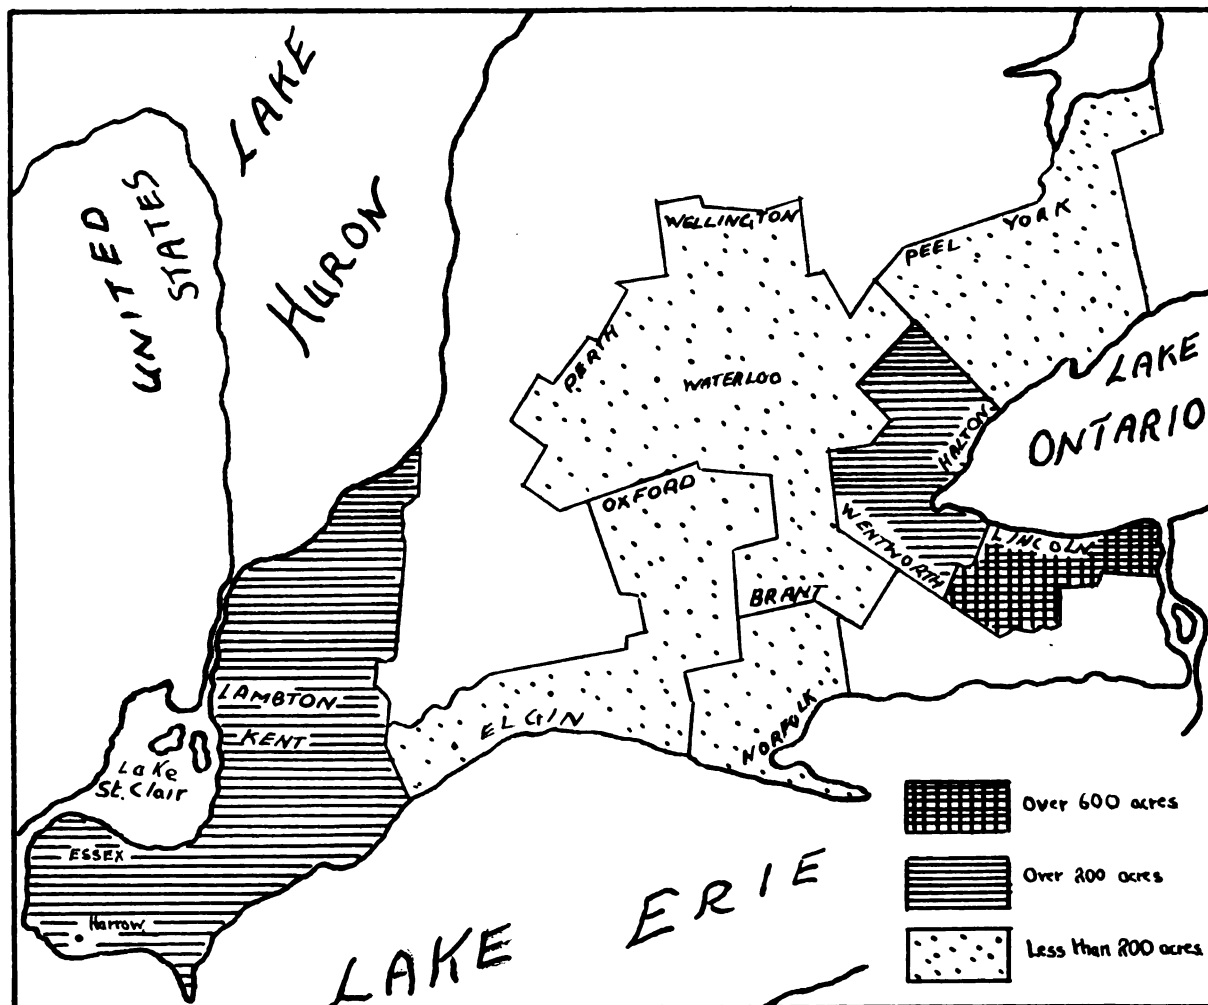 LAKE
HURON
UNITED
STATES
WELLINGTON
PEEL
YORK
PERTH
WATERLOO
LAKE
ONTARIO
HALTON
OXFORD
WENTWORTH
LINCOLN
BRANT
LAMBTON
KENT
ELGIN
NORFOLK
Lake
St. Clair
ESSEX
Harrow
LAKE ERIE
Over 600 acres
Over 200 acres
Less than 200 acres